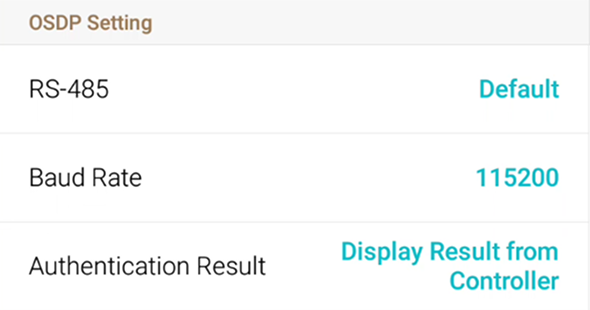 OSDP Setting
RS-485 Default
Baud Rate 115200
Authentication Result Display Result from
Controller